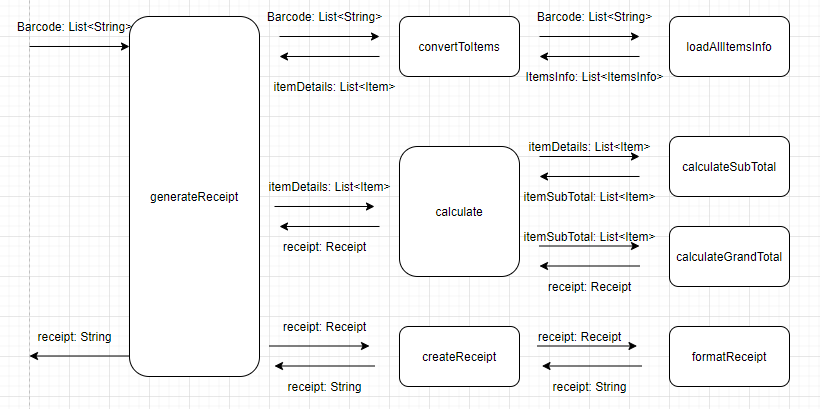 Barcode: List<String>
Barcode: List<String>
Barcode: List<String>
convertToItems
loadAllItemsInfo
itemDetails: List<Item>
ItemsInfo: List<ItemsInfo>
generateReceipt
itemDetails: List<Item>
calculateSubTotal
itemDetails: List<Item>
itemSubTotal: List<Item>
calculate
receipt: Receipt
itemSubTotal: List<Item>
calculateGrandTotal
receipt: Receipt
receipt: String
receipt: Receipt
receipt: Receipt
createReceipt
formatReceipt
receipt: String
receipt: String